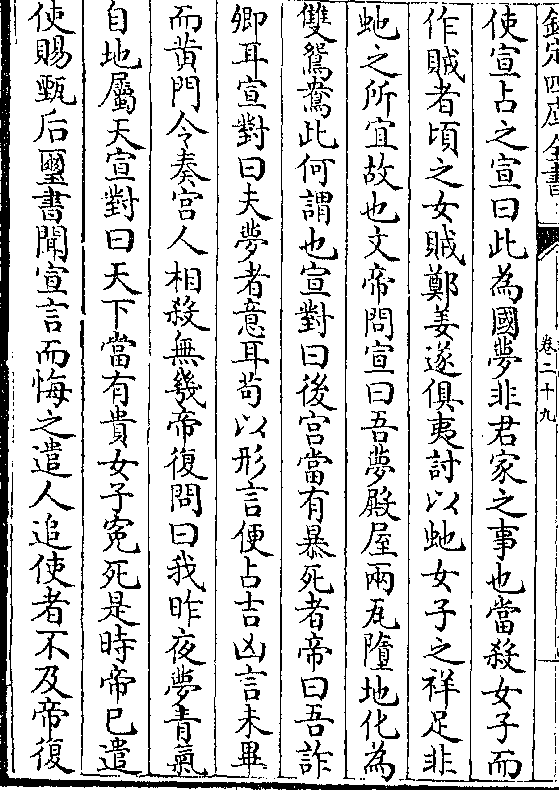 欽定四庫全書
卷二十九
使宣占之宣曰此為國夢非君家之事也當殺女子而
作賊者頃之女賊鄭姜遂俱夷討以虵女子之祥足非
虵之所宜故也文帝問宣曰吾夢殿屋兩瓦墮地化為
雙鴛鴦此何謂也宣對曰後宮當有暴死者帝曰吾詐
卿耳宣對曰夫夢者意耳苟以形言便占吉凶言未畢
而黄門令奏宮人相殺無幾帝復問曰我昨夜夢青氣
自地屬天宣對曰天下當有貴女子冤死是時帝已遣
使賜甄后璽書聞宣言而悔之遣人追使者不及帝復